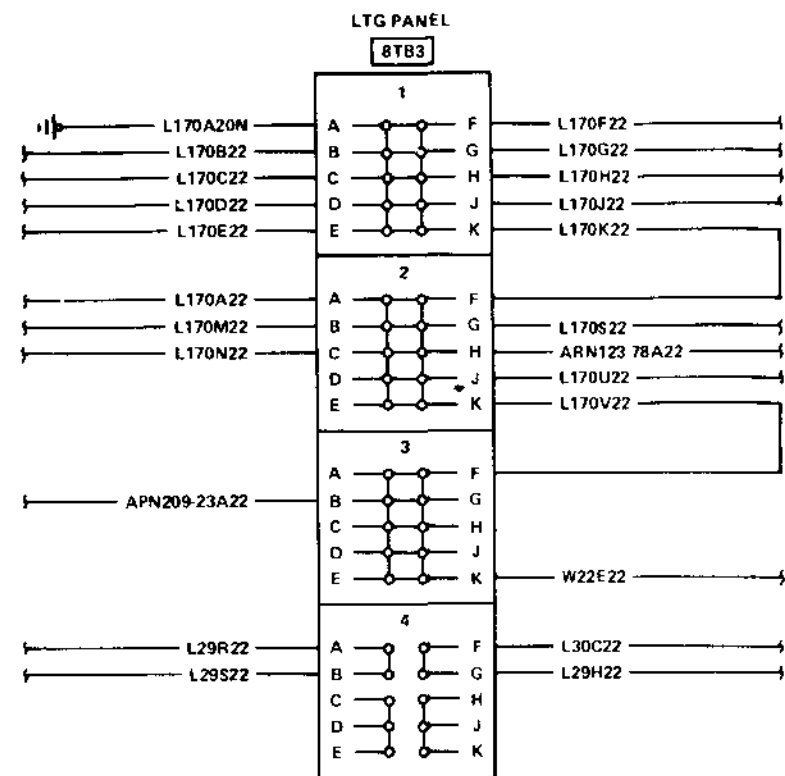 LTG PANEL
8TB3
1
L170A20N A F L170F22
L170B22 B G L170G22
L170C22 C H L170H22
L170D22 D J L170J22
L170E22 E K L170K22
2
L170A22 A F
L170M22 B G L170S22
L170N22 C H ARN123 78A22
D J L170U22
E K L170V22
3
A F
APN209-23A22 B G
C H
D J
E K W22E22
4
L29R22 A F L30C22
L29S22 B G L29H22
C H
D J
E K